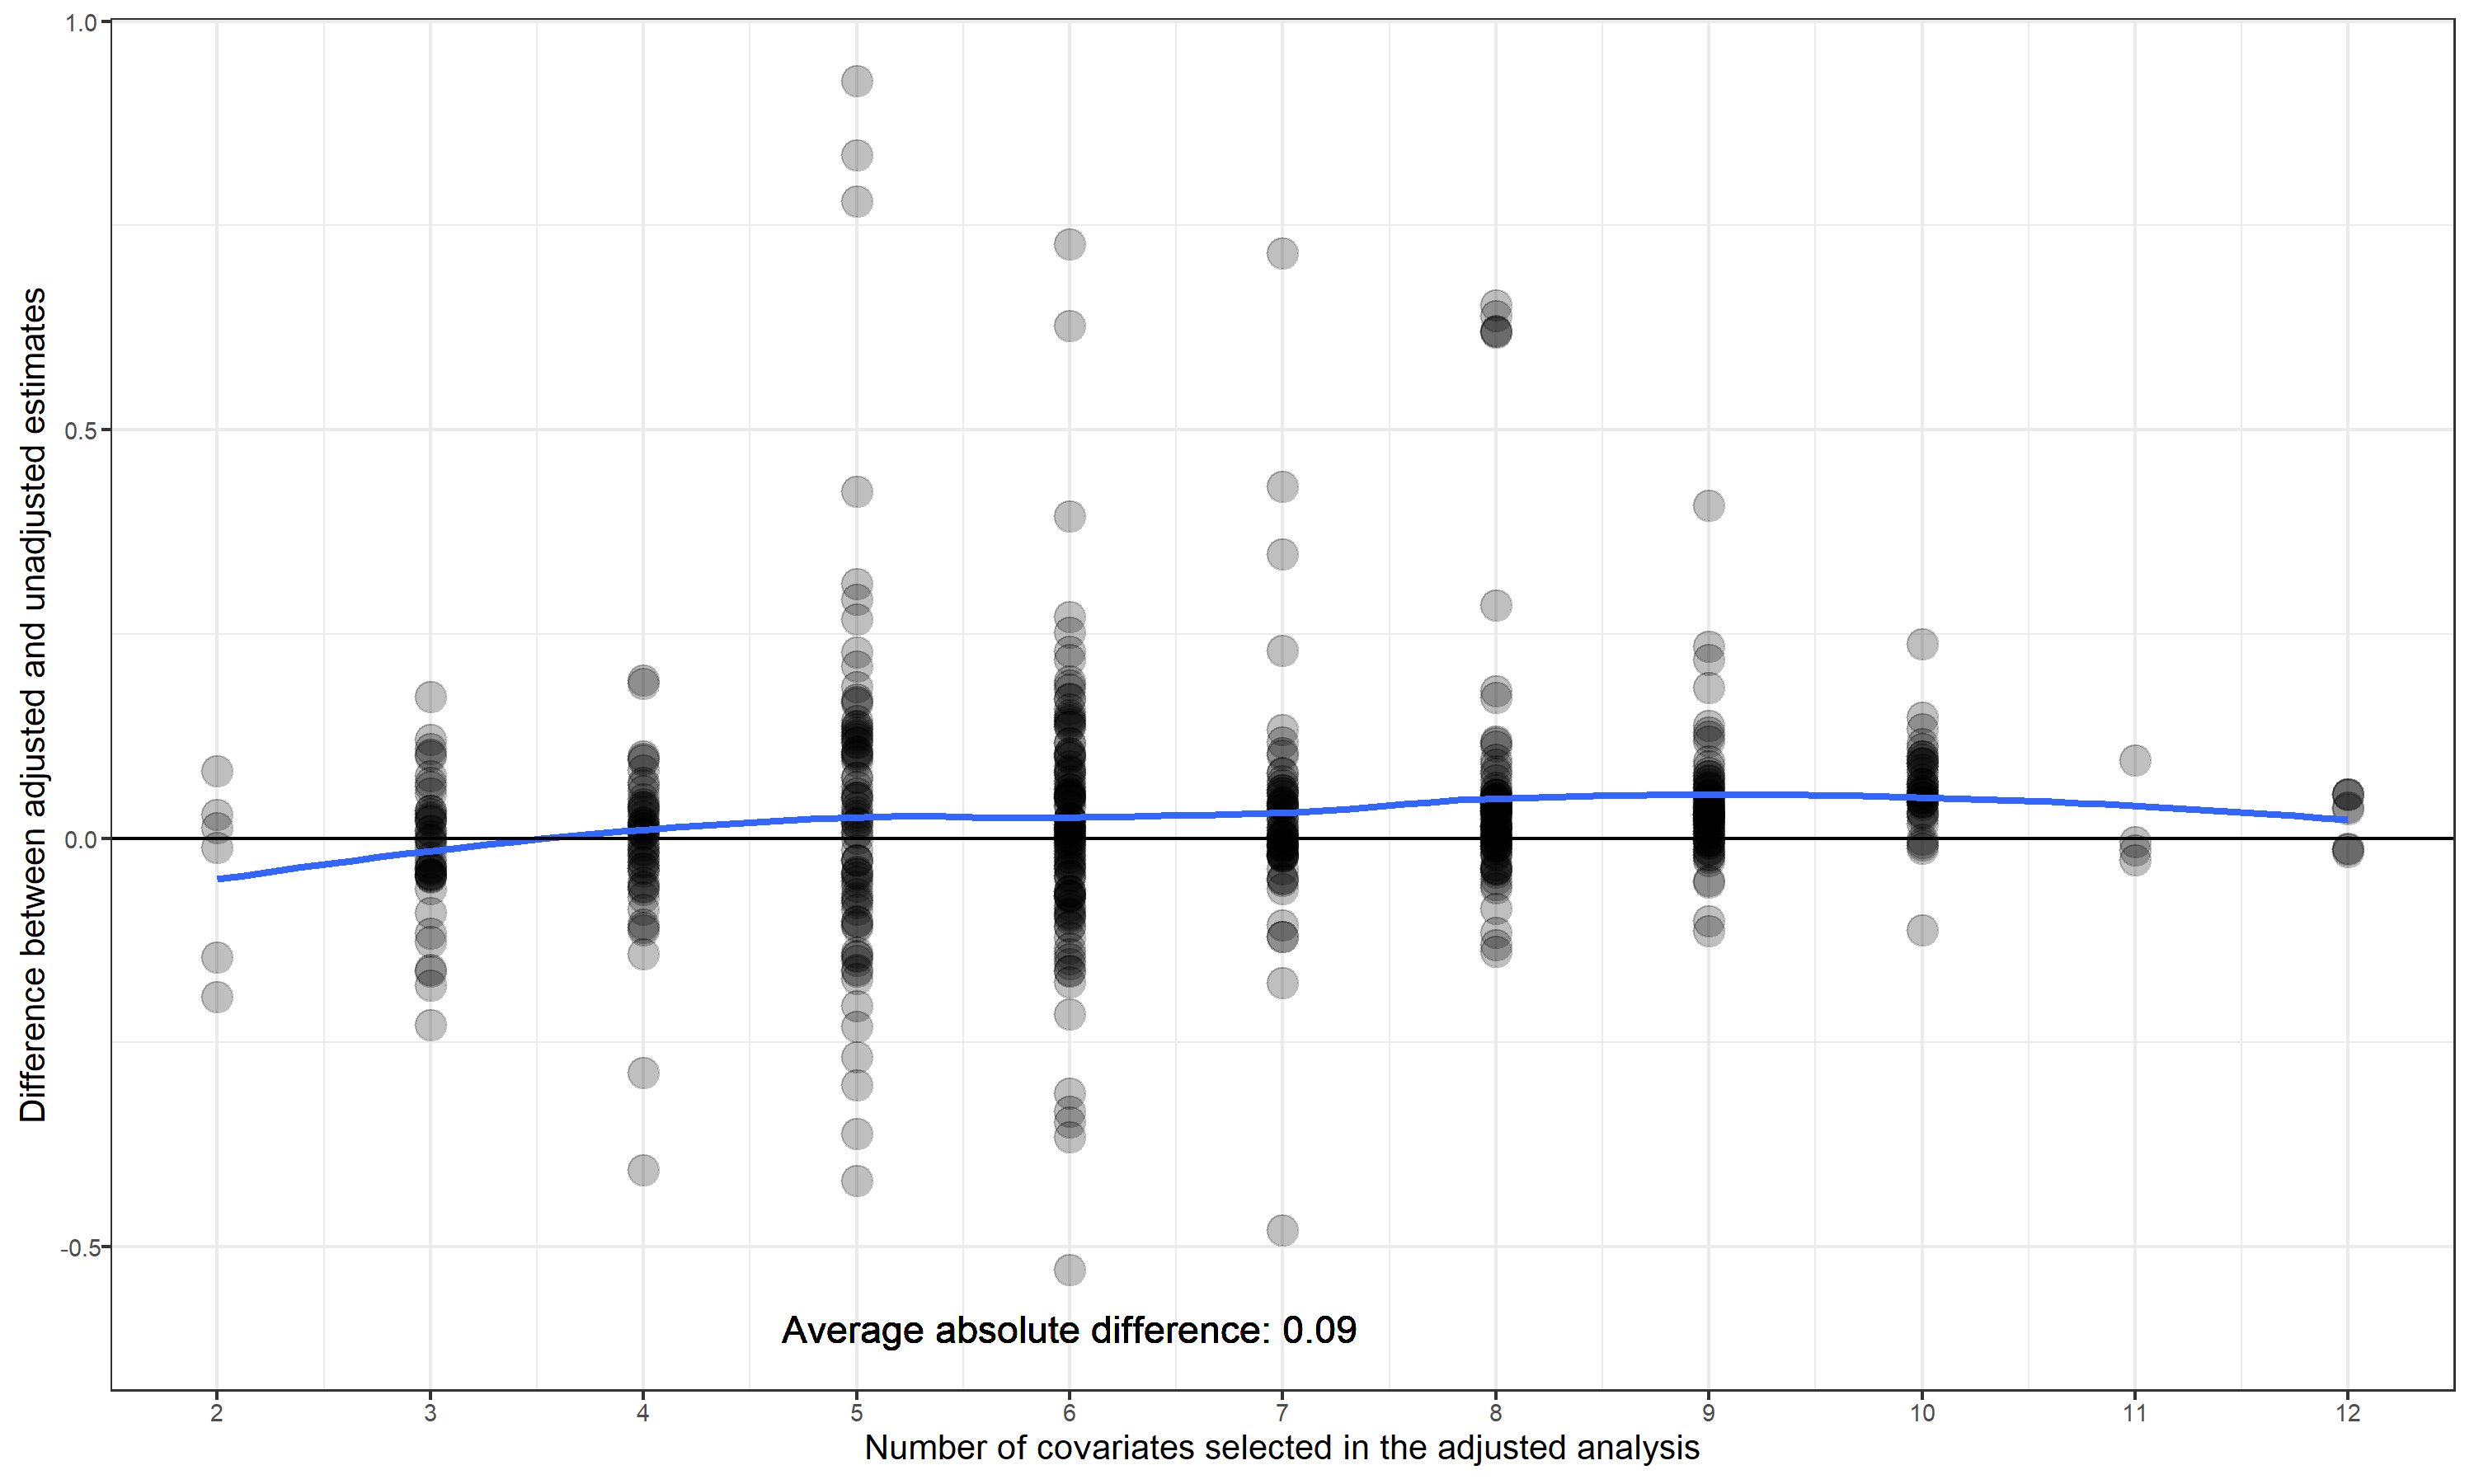 Difference between adjusted and unadjusted estimates
1.0
0.5
0.0
-0.5
Average absolute difference: 0.09
2 3 4 5 6 7 8 9 10 11 12
Number of covariates selected in the adjusted analysis